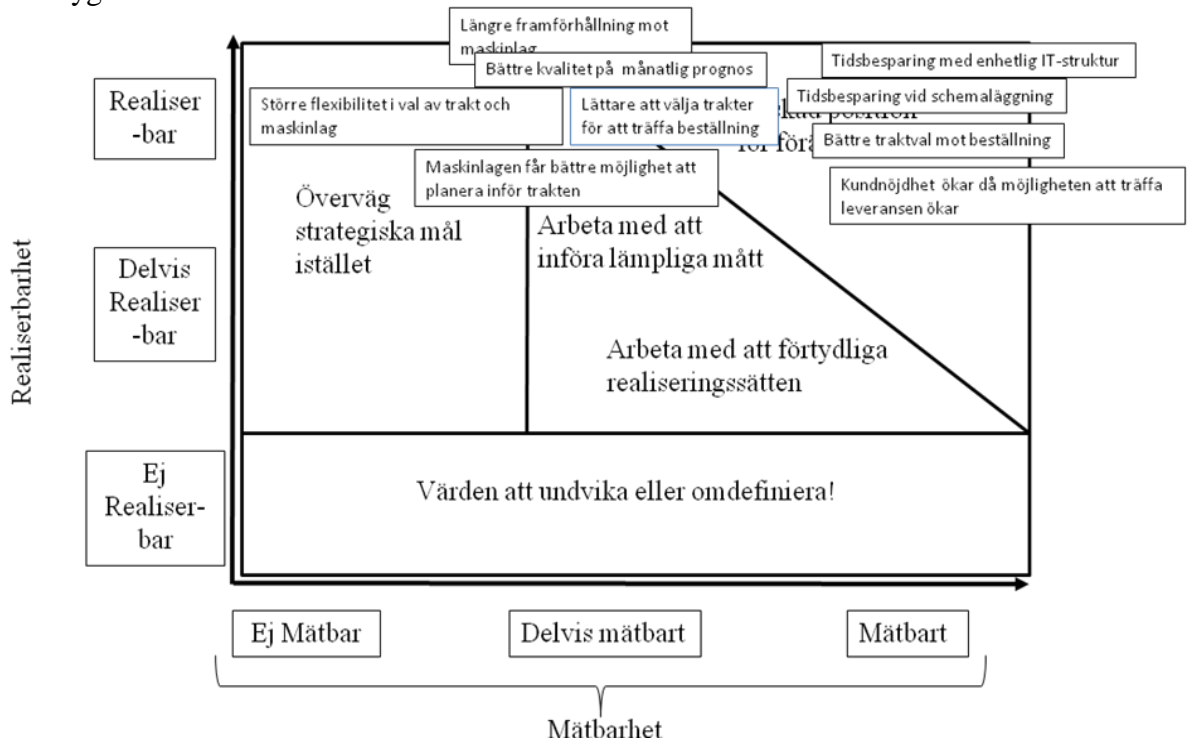 Längre framförhållning mot
maskinlag
Bättre kvalitet på månatlig prognos
Tidsbesparing med enhetlig IT-struktur
Realiser
-bar
Större flexibilitet i val av trakt och
maskinlag
Lättare att välja trakter
för att träffa beställning
Tidsbesparing vid schemaläggning
position
för
Bättre traktval mot beställning
Maskinlagen får bättre möjlighet att
planera inför trakten
Kundnöjdhet ökar då möjligheten att träffa
leveransen ökar
Överväg
strategiska mål
istället
Arbeta med att
införa lämpliga mått
Realiserbarhet
Delvis
Realiser
-bar
Arbeta med att förtydliga
realiseringssätten
Ej
Realiser-
bar
Värden att undvika eller omdefiniera!
Ej Mätbar
Delvis mätbart
Mätbart
Mätbarhet